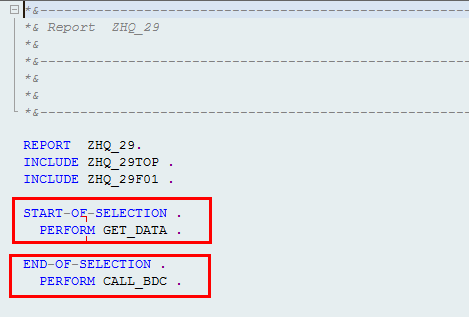 *&---------------------------------------------------------
*& Report  ZHQ_29
*&
*&---------------------------------------------------------
*&
*&
*&---------------------------------------------------------
REPORT  ZHQ_29.
INCLUDE ZHQ_29TOP .
INCLUDE ZHQ_29F01 .
START-OF-SELECTION .
PERFORM GET_DATA .
END-OF-SELECTION .
PERFORM CALL_BDC .